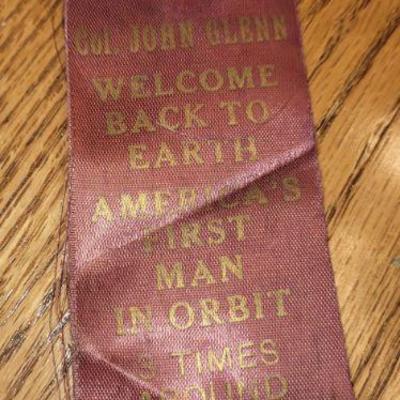 Col. JOHN GLENN
WELCOME
BACK TO
EARTH
AMERICA'S
FIRST
MAN
IN ORBIT
3 TIMES
AROUND